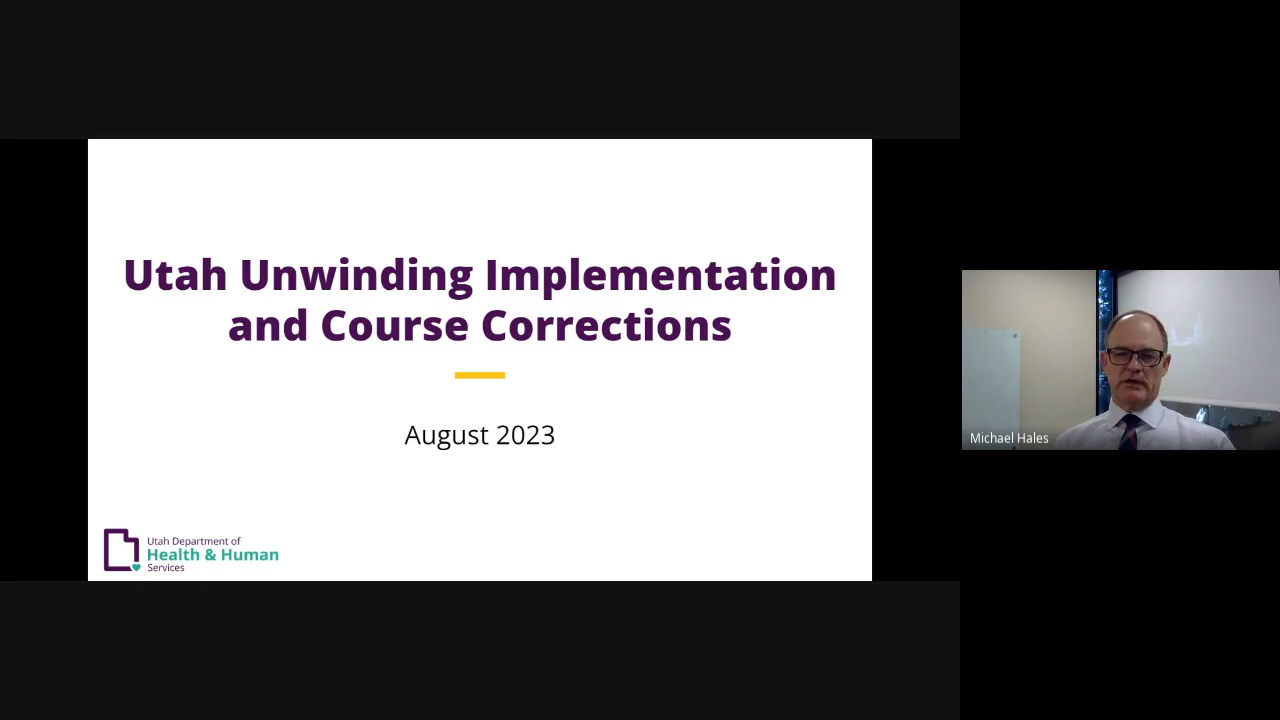 Utah Unwinding Implementation
and Course Corrections
August 2023
Utah Department of
Health & Human
Services
Michael Hales